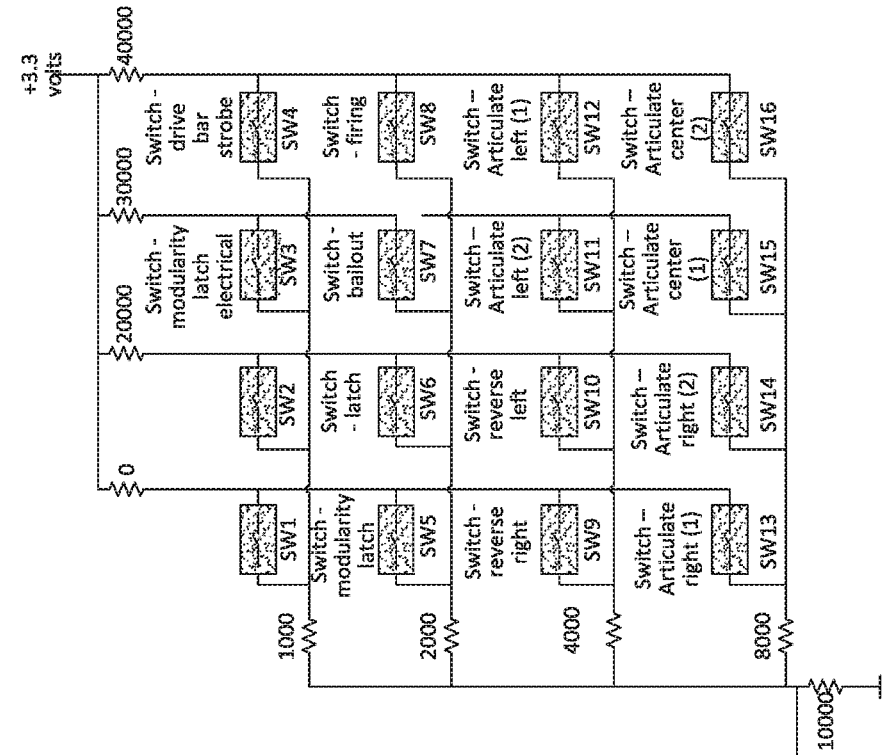 +3.3
volts
40000
30000
20000
0
Switch -
drive
bar
strobe
SW4
Switch -
modularity
latch
electrical
SW3
SW2
SW1
1000
Switch
- firing
SW8
Switch -
bailout
SW7
Switch
- latch
SW6
Switch -
modularity
latch
SW5
2000
Switch –
Articulate
left (1)
SW12
Switch –
Articulate
left (2)
SW11
Switch -
reverse
left
SW10
Switch -
reverse
right
SW9
4000
Switch –
Articulate
center
(2)
SW16
Switch –
Articulate
center
(1)
SW15
Switch –
Articulate
right (2)
SW14
Switch –
Articulate
right (1)
SW13
8000
10000